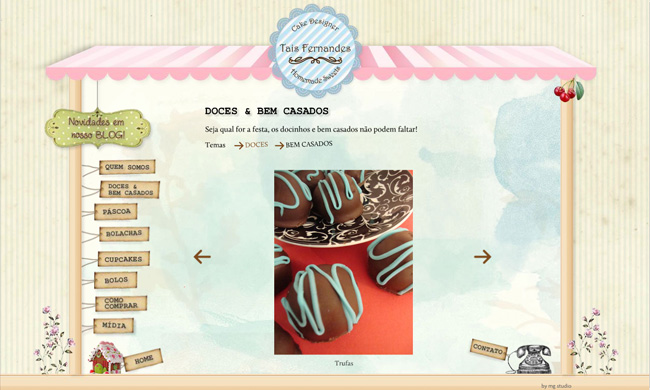 Cake Designer
Tais Fernandes
Homemade Sweets
Novidades em
nosso BLOG!
DOCES & BEM CASADOS
Seja qual for a festa, os docinhos e bem casados não podem faltar!
Temas DOCES BEM CASADOS
QUEM SOMOS
DOCES &
BEM CASADOS
PÁSCOA
BOLACHAS
CUPCAKES
BOLOS
COMO
COMPRAR
MÍDIA
HOME
Trufas
CONTATO
by mg studio